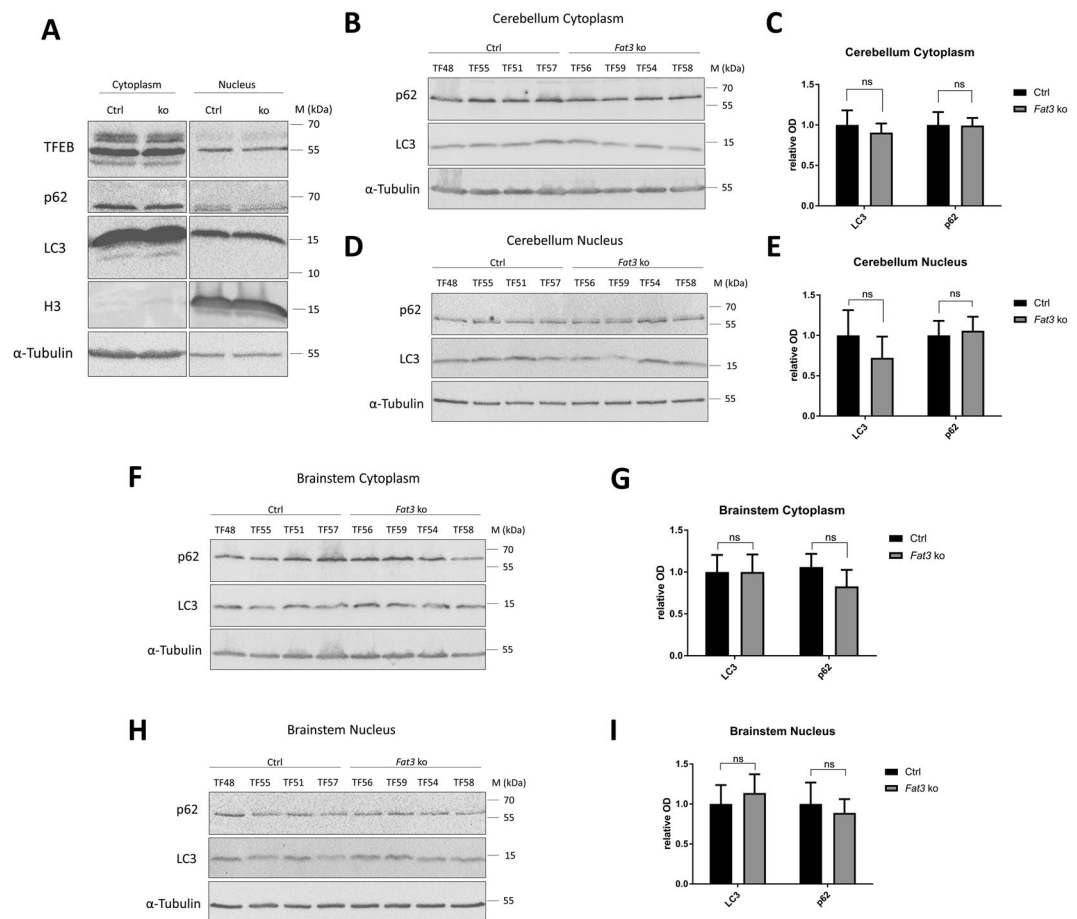 A
Cytoplasm Nucleus
Ctrl ko Ctrl ko M (kDa)
TFEB
70
55
p62
70
LC3
15
10
H3
15
α-Tubulin
55
B
Cerebellum Cytoplasm
Ctrl Fat3 ko
TF48 TF55 TF51 TF57 TF56 TF59 TF54 TF58 M (kDa)
p62
70
55
LC3
15
α-Tubulin
55
C
Cerebellum Cytoplasm
relative OD
1.5
1.0
0.5
0.0
ns
ns
LC3
p62
Ctrl
Fat3 ko
D
Cerebellum Nucleus
Ctrl Fat3 ko
TF48 TF55 TF51 TF57 TF56 TF59 TF54 TF58 M (kDa)
p62
70
55
LC3
15
α-Tubulin
55
E
Cerebellum Nucleus
relative OD
1.5
1.0
0.5
0.0
ns
ns
LC3
p62
Ctrl
Fat3 ko
F
Brainstem Cytoplasm
Ctrl Fat3 ko
TF48 TF55 TF51 TF57 TF56 TF59 TF54 TF58 M (kDa)
p62
70
55
LC3
15
α-Tubulin
55
G
Brainstem Cytoplasm
relative OD
1.5
1.0
0.5
0.0
ns
ns
LC3
p62
Ctrl
Fat3 ko
H
Brainstem Nucleus
Ctrl Fat3 ko
TF48 TF55 TF51 TF57 TF56 TF59 TF54 TF58 M (kDa)
p62
70
55
LC3
15
α-Tubulin
55
I
Brainstem Nucleus
relative OD
1.5
1.0
0.5
0.0
ns
ns
LC3
p62
Ctrl
Fat3 ko